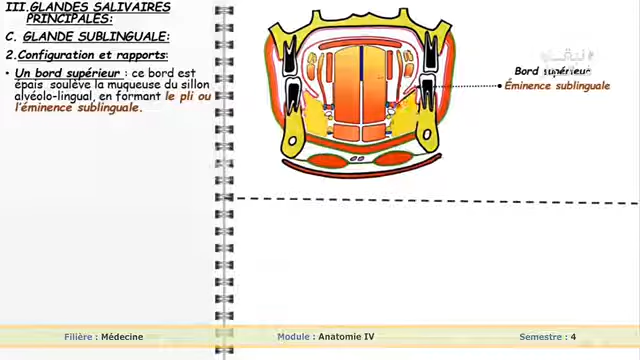 III.GLANDES SALIVAIRES
PRINCIPALES:
C. GLANDE SUBLINGUALE:
2.Configuration et rapports:
• Un bord supérieur : ce bord est
épais soulève la muqueuse du sillon
alvéolo-lingual, en formant le pli ou
l'éminence sublinguale.
Bord supérieur
Éminence sublinguale
Filière : Médecine
Module : Anatomie IV
Semestre : 4